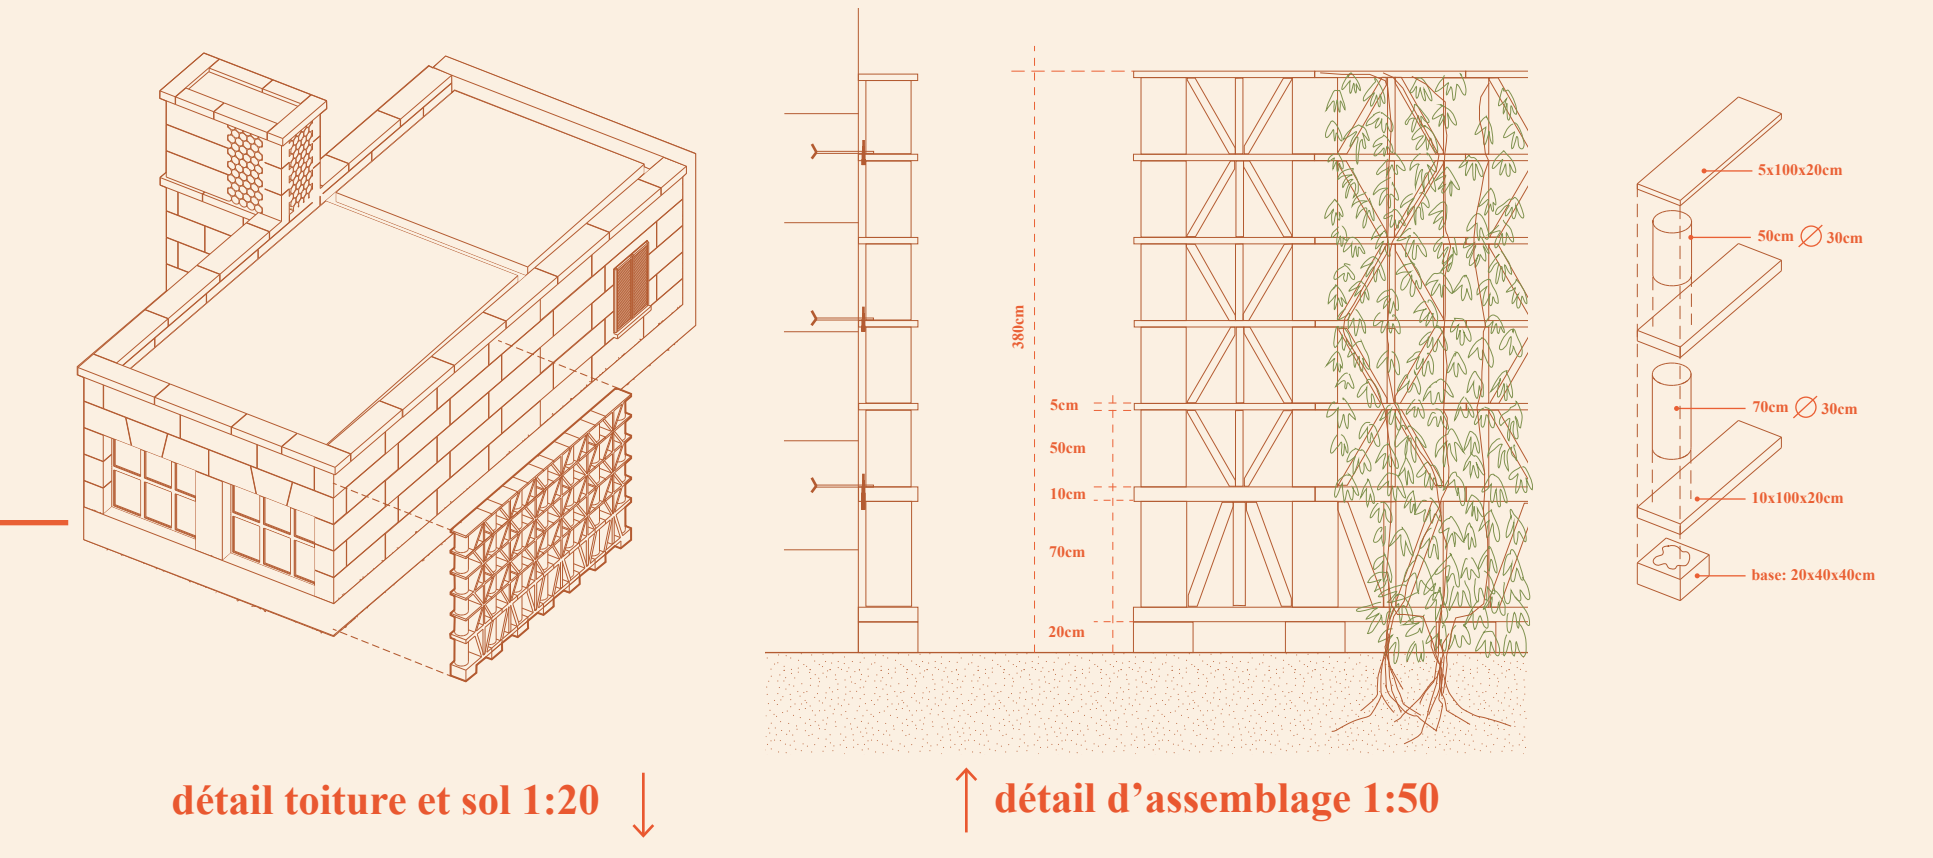 380cm
5cm
50cm
10cm
70cm
20cm
5x100x20cm
50cm ∅ 30cm
70cm ∅ 30cm
10x100x20cm
base: 20x40x40cm
détail toiture et sol 1:20 ↓
↑ détail d’assemblage 1:50